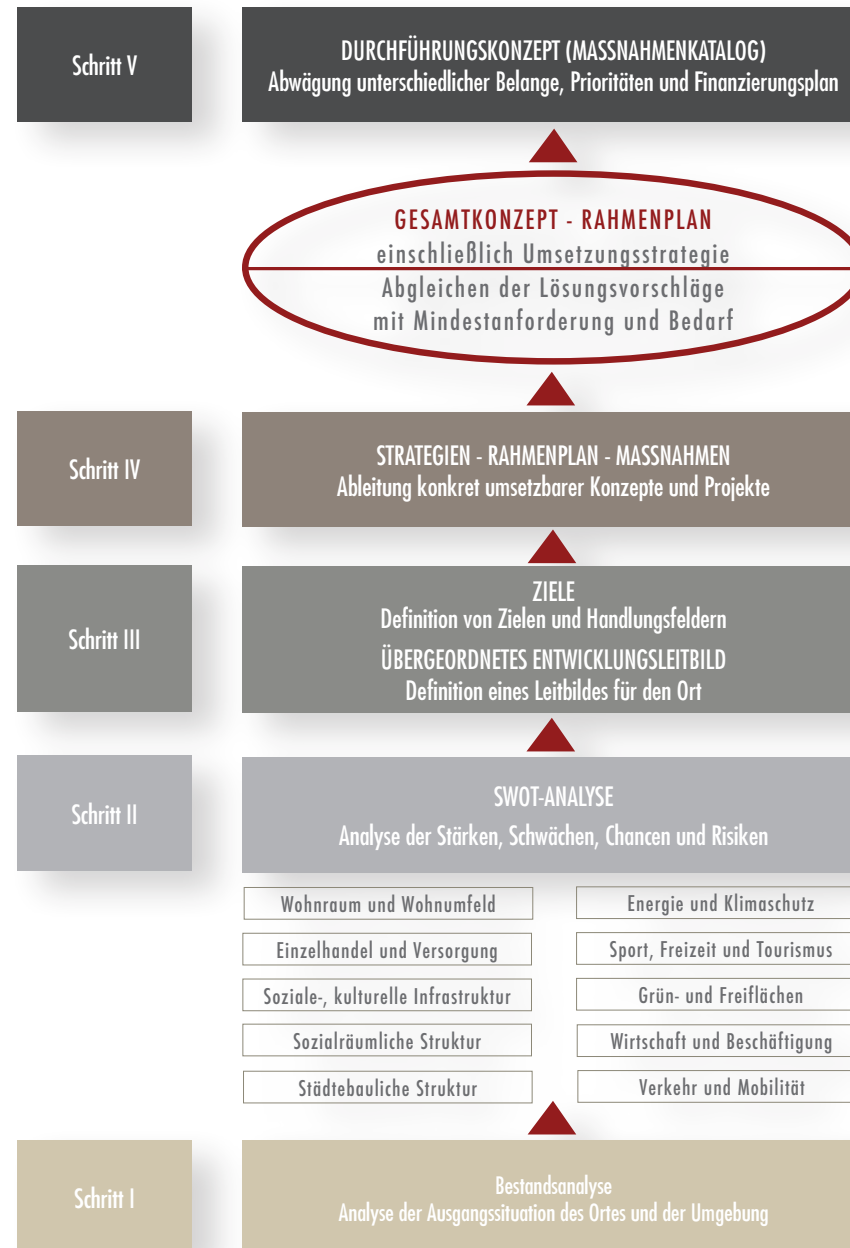 Schritt V
DURCHFÜHRUNGSKONZEPT (MASSNAHMENKATALOG)
Abwägung unterschiedlicher Belange, Prioritäten und Finanzierungsplan
GESAMTKONZEPT - RAHMENPLAN
einschließlich Umsetzungsstrategie
Abgleichen der Lösungsvorschläge
mit Mindestanforderung und Bedarf
Schritt IV
STRATEGIEN - RAHMENPLAN - MASSNAHMEN
Ableitung konkret umsetzbarer Konzepte und Projekte
Schritt III
ZIELE
Definition von Zielen und Handlungsfeldern
ÜBERGEORDNETES ENTWICKLUNGSLEITBILD
Definition eines Leitbildes für den Ort
Schritt II
SWOT-ANALYSE
Analyse der Stärken, Schwächen, Chancen und Risiken
Wohnraum und Wohnumfeld
Energie und Klimaschutz
Einzelhandel und Versorgung
Sport, Freizeit und Tourismus
Soziale-, kulturelle Infrastruktur
Grün- und Freiflächen
Sozialräumliche Struktur
Wirtschaft und Beschäftigung
Städtebauliche Struktur
Verkehr und Mobilität
Schritt I
Bestandsanalyse
Analyse der Ausgangssituation des Ortes und der Umgebung